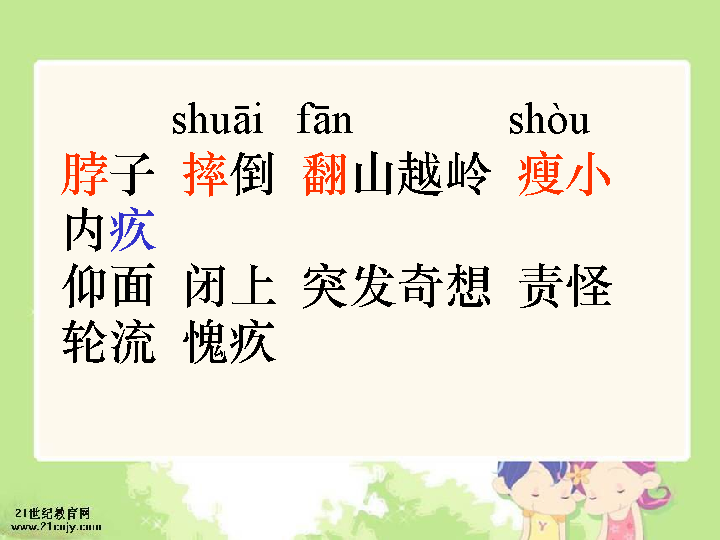 shuāi fān shòu
脖子 摔倒 翻山越岭 瘦小
内疚
仰面 闭上 突发奇想 责怪
轮流 愧疚
21世纪教育网
www.21cnjy.com